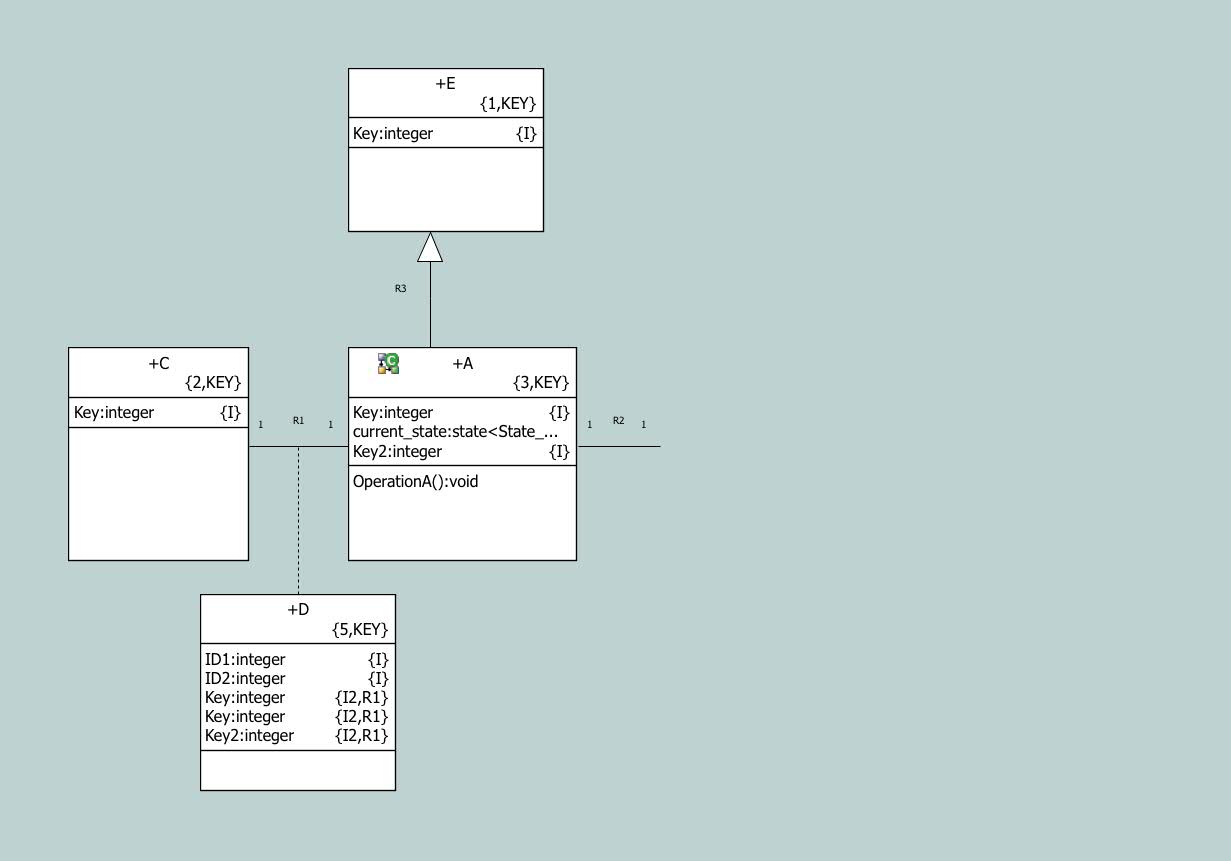 +E
{1,KEY}
Key:integer {I}
R3
+C
{2,KEY}
Key:integer {I}
1 R1 1
C
+A
{3,KEY}
Key:integer {I}
current_state:state<State_...
Key2:integer {I}
OperationA():void
1 R2 1
+D
{5,KEY}
ID1:integer {I}
ID2:integer {I}
Key:integer {I2,R1}
Key:integer {I2,R1}
Key2:integer {I2,R1}